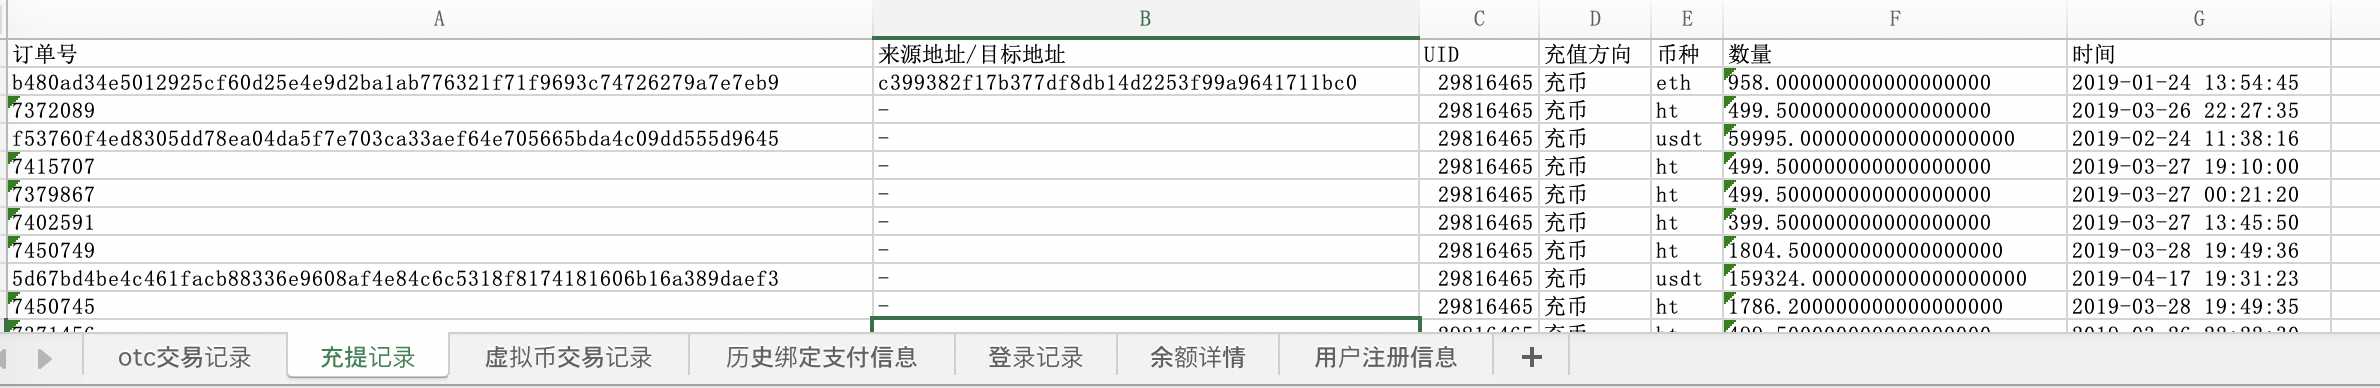 A B C D E F G
订单号 来源地址/目标地址 UID 充值方向 币种 数量 时间
b480ad34e5012925cf60d25e4e9d2ba1ab776321f71f9693c74726279a7e7eb9 c399382f17b377df8db14d2253f99a9641711bc0 29816465 充币 eth 958.000000000000000000 2019-01-24 13:54:45
7372089 - 29816465 充币 ht 499.500000000000000000 2019-03-26 22:27:35
f53760f4ed8305dd78ea04da5f7e703ca33aef64e705665bda4c09dd555d9645 - 29816465 充币 usdt 59995.000000000000000000 2019-02-24 11:38:16
7415707 - 29816465 充币 ht 499.500000000000000000 2019-03-27 19:10:00
7379867 - 29816465 充币 ht 499.500000000000000000 2019-03-27 00:21:20
7402591 - 29816465 充币 ht 399.500000000000000000 2019-03-27 13:45:50
7450749 - 29816465 充币 ht 1804.500000000000000000 2019-03-28 19:49:36
5d67bd4be4c461facb88336e9608af4e84c6c5318f8174181606b16a389daef3 - 29816465 充币 usdt 159324.000000000000000000 2019-04-17 19:31:23
7450745 - 29816465 充币 ht 1786.200000000000000000 2019-03-28 19:49:35
otc交易记录 充提记录 虚拟币交易记录 历史绑定支付信息 登录记录 余额详情 用户注册信息 +